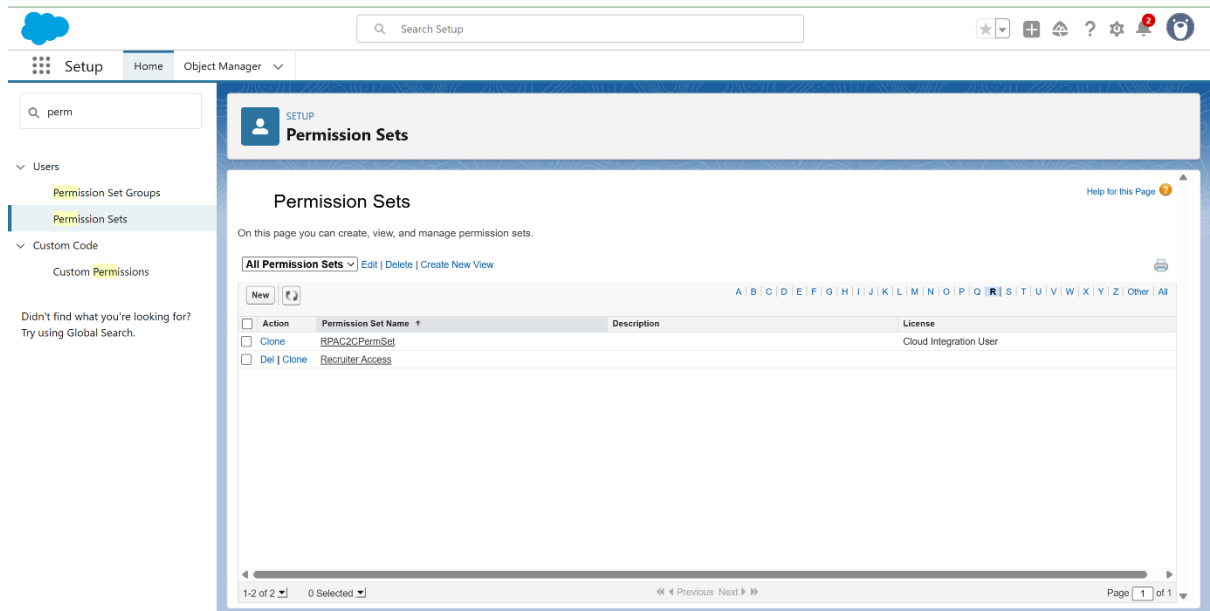 Search Setup
2
Setup
Home
Object Manager
perm
Users
Permission Set Groups
Permission Sets
Custom Code
Custom Permissions
Didn't find what you're looking for?
Try using Global Search.
SETUP
Permission Sets
Permission Sets
Help for this Page ?
On this page you can create, view, and manage permission sets.
All Permission Sets Edit | Delete | Create New View
New A | B | C | D | E | F | G | H | I | J | K | L | M | N | O | P | Q | R | S | T | U | V | W | X | Y | Z | Other | All
Action Permission Set Name ↑ Description License
Clone RPAC2CPermSet Cloud Integration User
Del | Clone Recruiter Access
1-2 of 2 0 Selected Previous Next Page 1 of 1